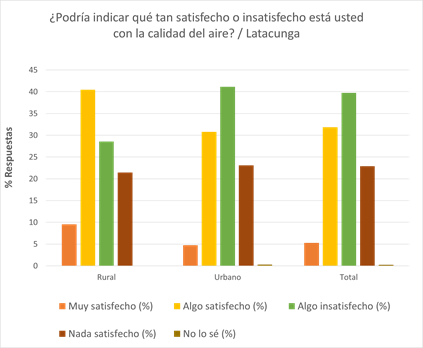 ¿Podría indicar qué tan satisfecho o insatisfecho está usted
con la calidad del aire? / Latacunga
% Respuestas
45
40
35
30
25
20
15
10
5
0
Rural
Urbano
Total
Muy satisfecho (%)
Algo satisfecho (%)
Algo insatisfecho (%)
Nada satisfecho (%)
No lo sé (%)